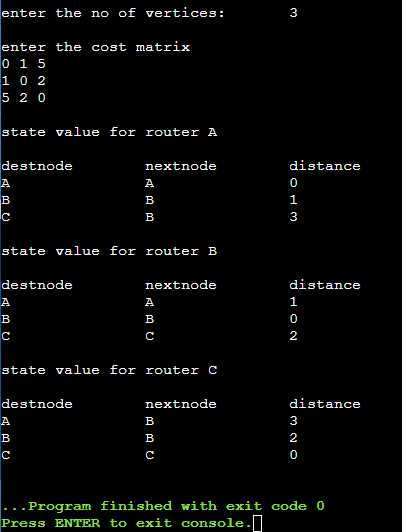 enter the no of vertices: 3
enter the cost matrix
0 1 5
1 0 2
5 2 0
state value for router A
destnode nextnode distance
A A 0
B B 1
C B 3
state value for router B
destnode nextnode distance
A A 1
B B 0
C C 2
state value for router C
destnode nextnode distance
A B 3
B B 2
C C 0
...Program finished with exit code 0
Press ENTER to exit console.